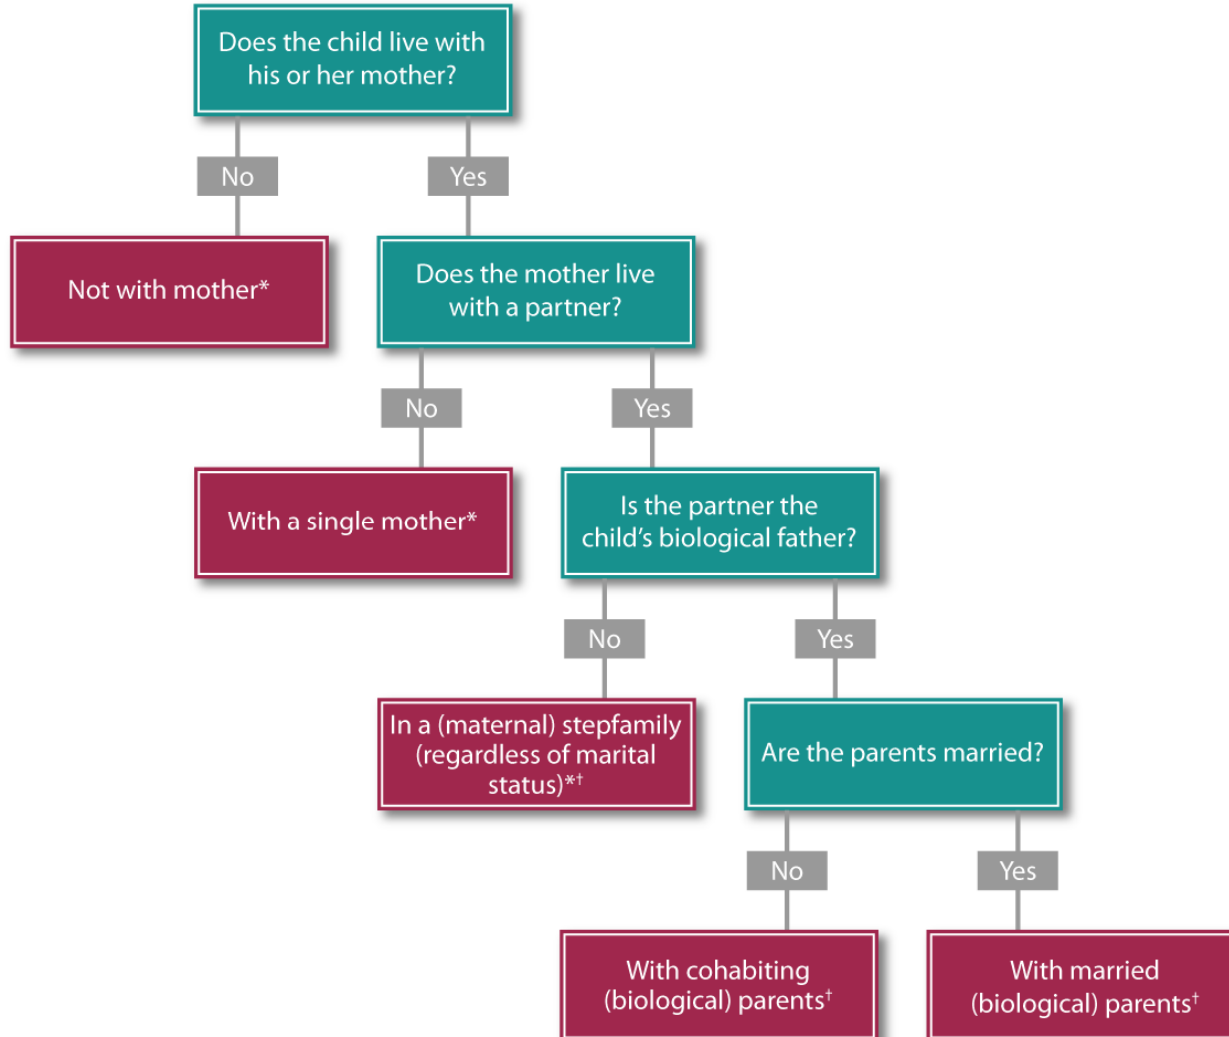 Does the child live with
his or her mother?
No
Yes
Not with mother*
Does the mother live
with a partner?
No
Yes
With a single mother*
Is the partner the
child’s biological father?
No
Yes
In a (maternal) stepfamily
(regardless of marital
status)*†
Are the parents married?
No
Yes
With cohabiting
(biological) parents†
With married
(biological) parents†